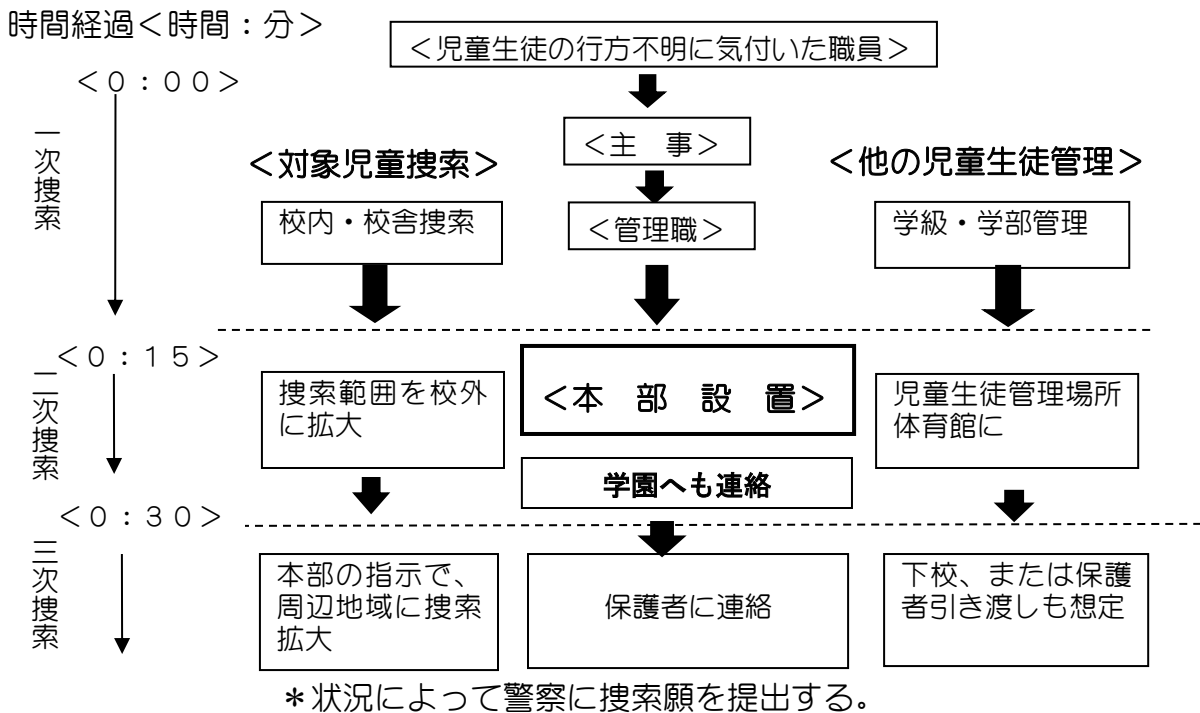 時間経過<時間:分>
<児童生徒の行方不明に気付いた職員>
<0:00>
一次捜索
<主 事>
<対象児童捜索>
<他の児童生徒管理>
校内・校舎捜索
<管理職>
学級・学部管理
<0:15>
二次捜索
捜索範囲を校外
に拡大
<本 部 設 置>
児童生徒管理場所
体育館に
学園へも連絡
<0:30>
三次捜索
本部の指示で、
周辺地域に捜索
拡大
保護者に連絡
下校、または保護
者引き渡しも想定
*状況によって警察に捜索願を提出する。